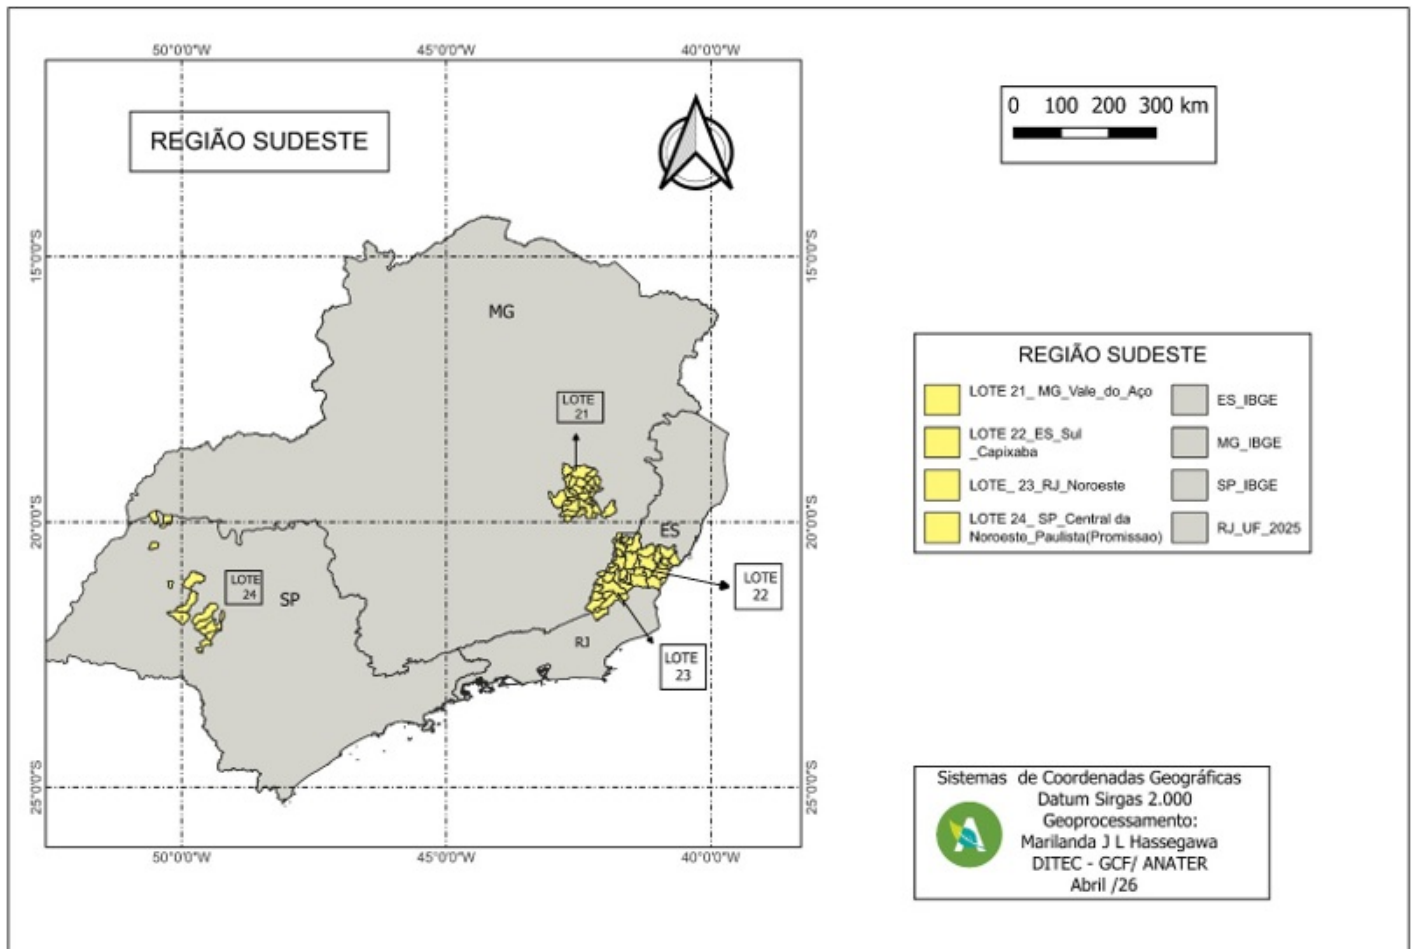 50°0'0"W 45°0'0"W 40°0'0"W
REGIÃO SUDESTE
0 100 200 300 km
15°0'0"S 15°0'0"S
MG
REGIÃO SUDESTE
LOTE 21_ MG_Vale_do_Aço
ES_IBGE
LOTE 22_ES_Sul
_Capixaba
MG_IBGE
LOTE_ 23_RJ_Noroeste
SP_IBGE
LOTE 24_ SP_Central da
Noroeste_Paulista(Promissao)
RJ_UF_2025
LOTE
21
20°0'0"S 20°0'0"S
ES
LOTE
22
LOTE
24
SP
RJ
LOTE
23
25°0'0"S 25°0'0"S
50°0'0"W 45°0'0"W 40°0'0"W
Sistemas de Coordenadas Geográficas
Datum Sirgas 2.000
Geoprocessamento:
Marilanda J L Hassegawa
DITEC - GCF/ ANATER
Abril /26